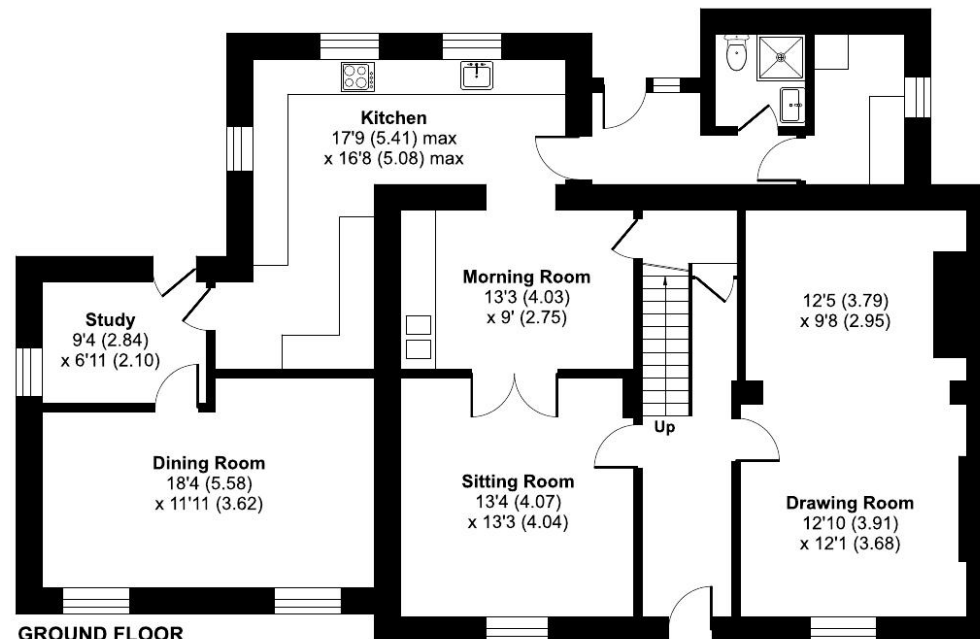 Kitchen
17'9 (5.41) max
x 16'8 (5.08) max
Morning Room
13'3 (4.03)
x 9' (2.75)
12'5 (3.79)
x 9'8 (2.95)
Study
9'4 (2.84)
x 6'11 (2.10)
Up
Dining Room
18'4 (5.58)
x 11'11 (3.62)
Sitting Room
13'4 (4.07)
x 13'3 (4.04)
Drawing Room
12'10 (3.91)
x 12'1 (3.68)
GROUND FLOOR